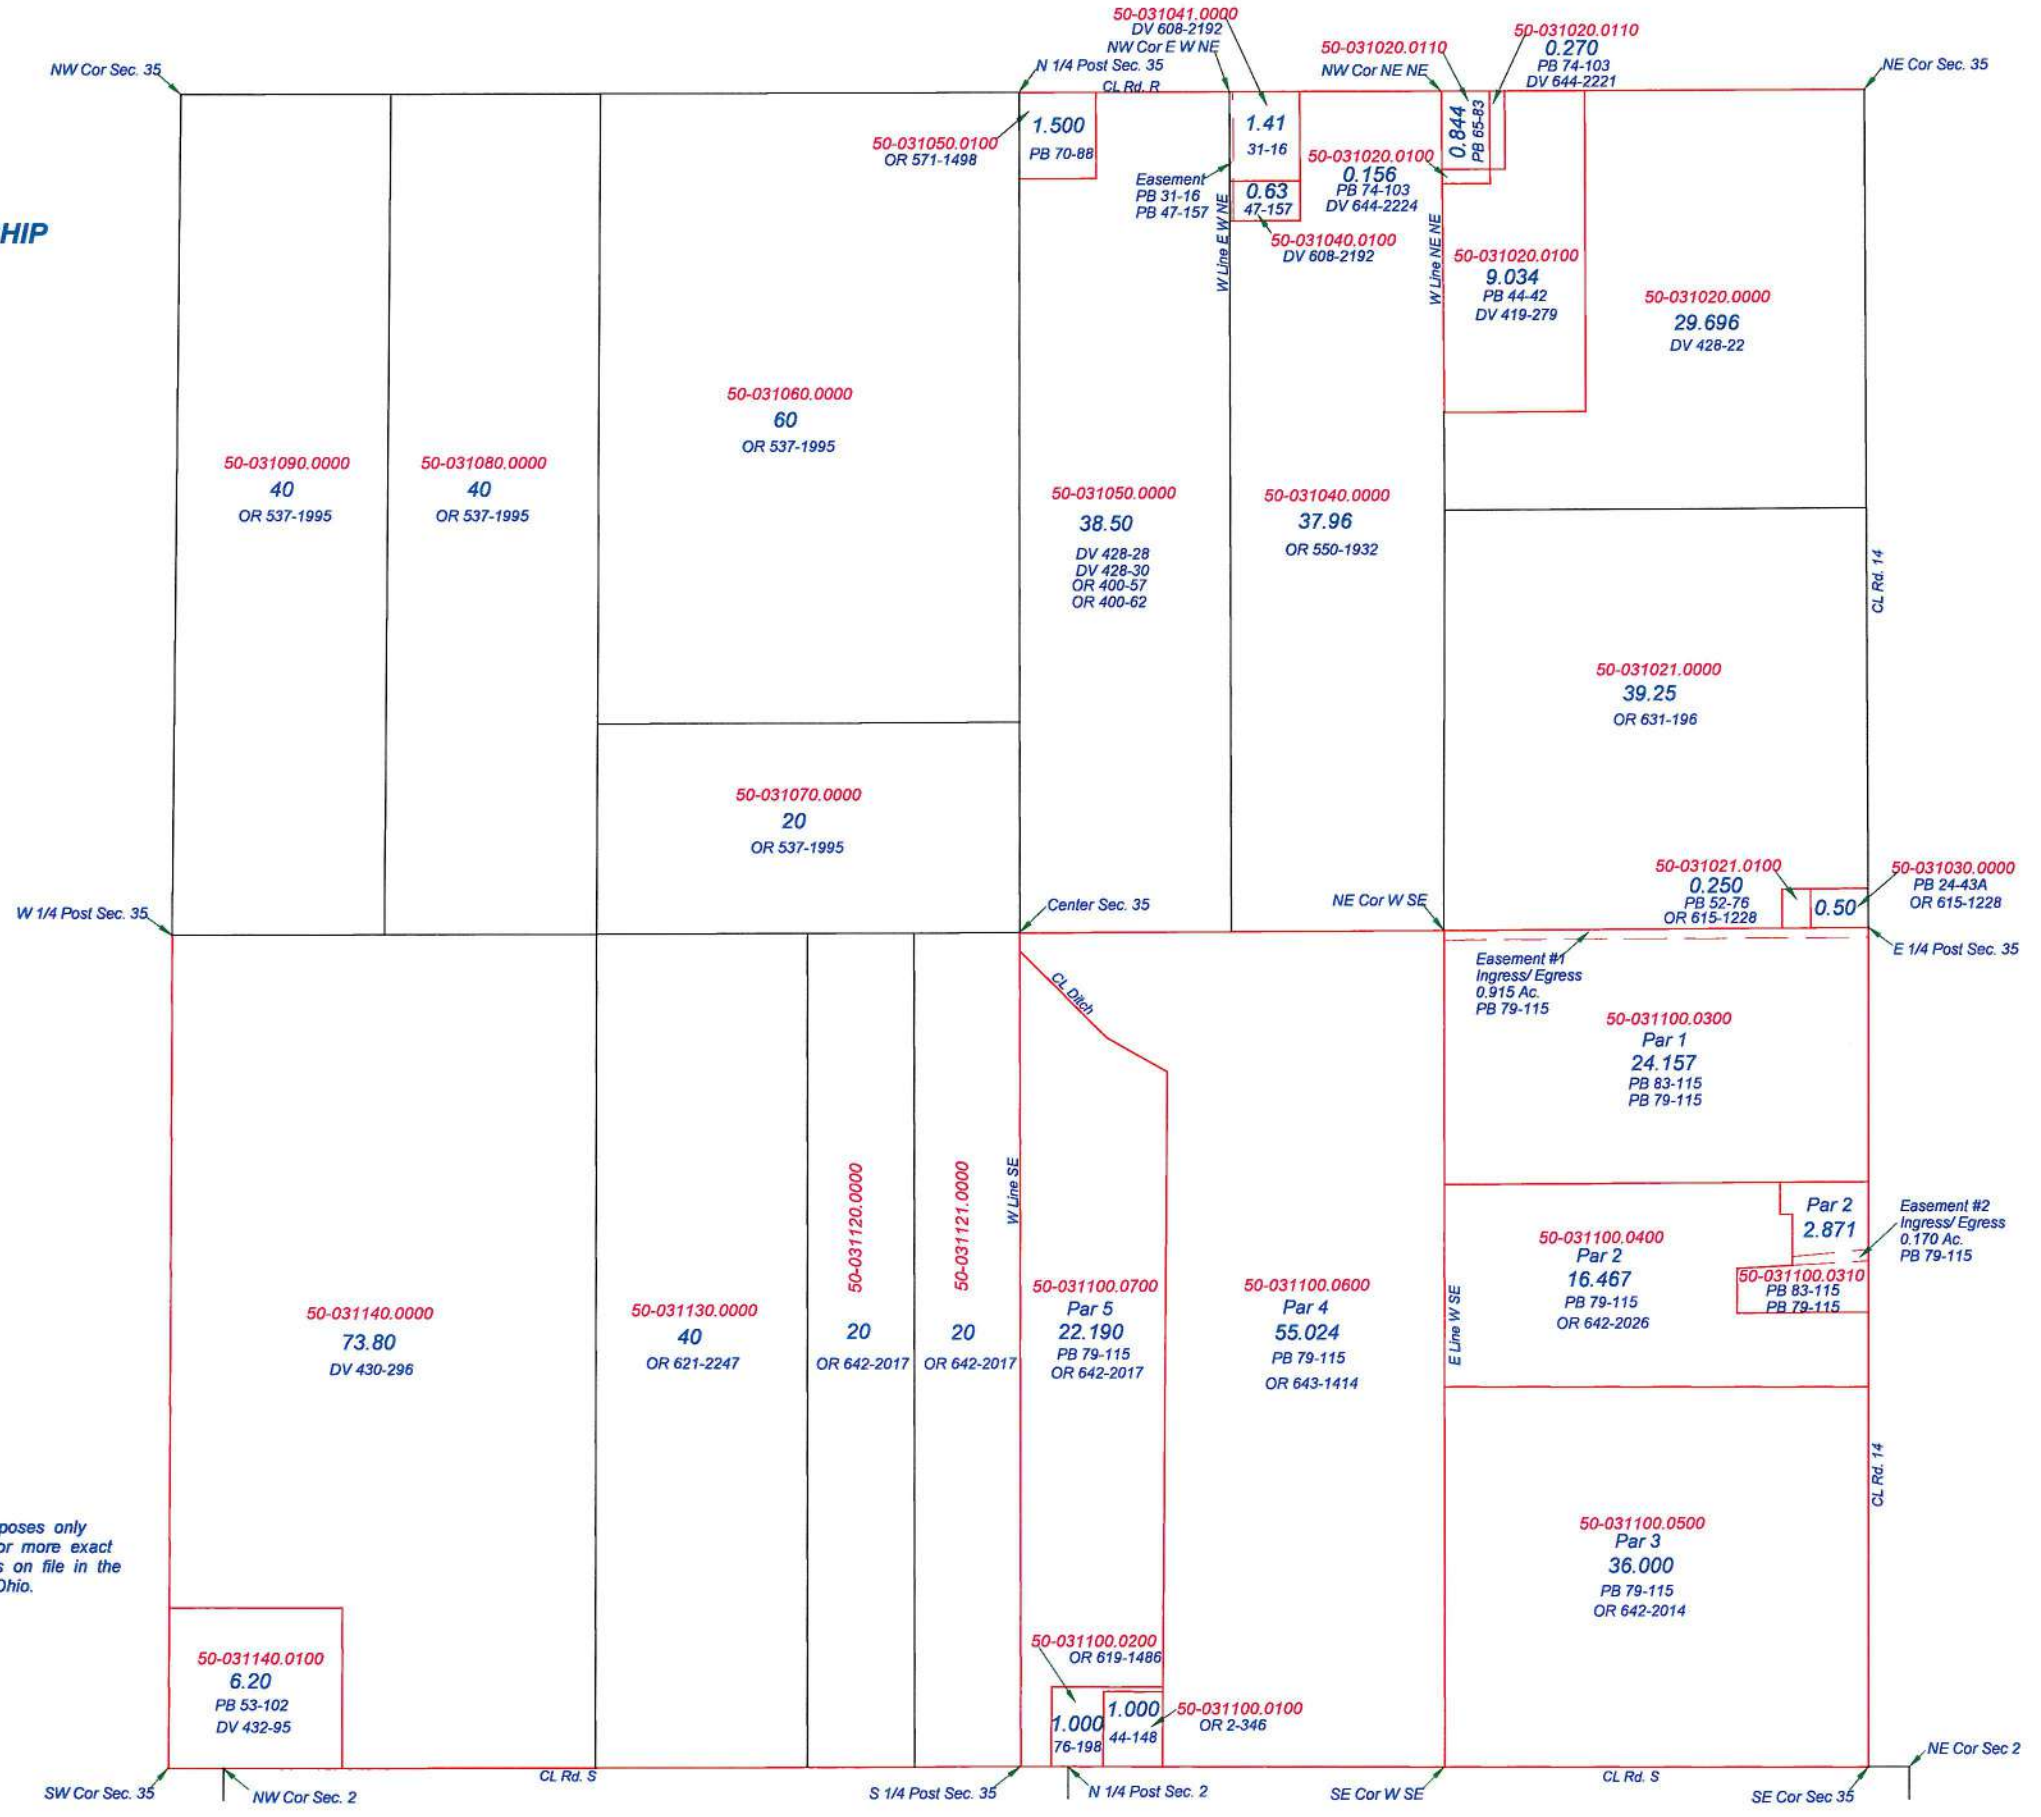 50-031041.0000
DV 608-2192
NW Cor E W NE
50-031020.0110
NW Cor NE NE
50-031020.0110
0.270
PB 74-103
DV 644-2221
NW Cor Sec. 35
N 1/4 Post Sec. 35
CL Rd. R
NE Cor Sec. 35
50-031050.0100
OR 571-1498
1.500
PB 70-88
1.41
31-16
0.844
PB 65-83
50-031020.0100
0.156
PB 74-103
DV 644-2224
Easement
PB 31-16
PB 47-157
0.63
47-157
50-031040.0100
DV 608-2192
HIP
W Line E W NE
W Line NE NE
50-031020.0100
9.034
PB 44-42
DV 419-279
50-031020.0000
29.696
DV 428-22
50-031060.0000
60
OR 537-1995
50-031090.0000
40
OR 537-1995
50-031080.0000
40
OR 537-1995
50-031050.0000
38.50
DV 428-28
DV 428-30
OR 400-57
OR 400-62
50-031040.0000
37.96
OR 550-1932
CL Rd. 14
50-031021.0000
39.25
OR 631-196
50-031070.0000
20
OR 537-1995
50-031021.0100
0.250
PB 52-76
OR 615-1228
0.50
50-031030.0000
PB 24-43A
OR 615-1228
W 1/4 Post Sec. 35
Center Sec. 35
NE Cor W SE
E 1/4 Post Sec. 35
CL Ditch
Easement #1
Ingress/ Egress
0.915 Ac.
PB 79-115
50-031100.0300
Par 1
24.157
PB 83-115
PB 79-115
W Line SE
Par 2
2.871
Easement #2
Ingress/ Egress
0.170 Ac.
PB 79-115
50-031100.0400
Par 2
16.467
PB 79-115
OR 642-2026
50-031100.0310
PB 83-115
PB 79-115
50-031140.0000
73.80
DV 430-296
50-031130.0000
40
OR 621-2247
50-031120.0000
20
OR 642-2017
50-031121.0000
20
OR 642-2017
50-031100.0700
Par 5
22.190
PB 79-115
OR 642-2017
50-031100.0600
Par 4
55.024
PB 79-115
OR 643-1414
E Line W SE
CL Rd. 14
50-031100.0500
Par 3
36.000
PB 79-115
OR 642-2014
poses only
or more exact
s on file in the
Ohio.
50-031140.0100
6.20
PB 53-102
DV 432-95
50-031100.0200
OR 619-1486
1.000
76-198
1.000
44-148
50-031100.0100
OR 2-346
SW Cor Sec. 35
NW Cor Sec. 2
CL Rd. S
S 1/4 Post Sec. 35
N 1/4 Post Sec. 2
SE Cor W SE
CL Rd. S
SE Cor Sec 35
NE Cor Sec 2